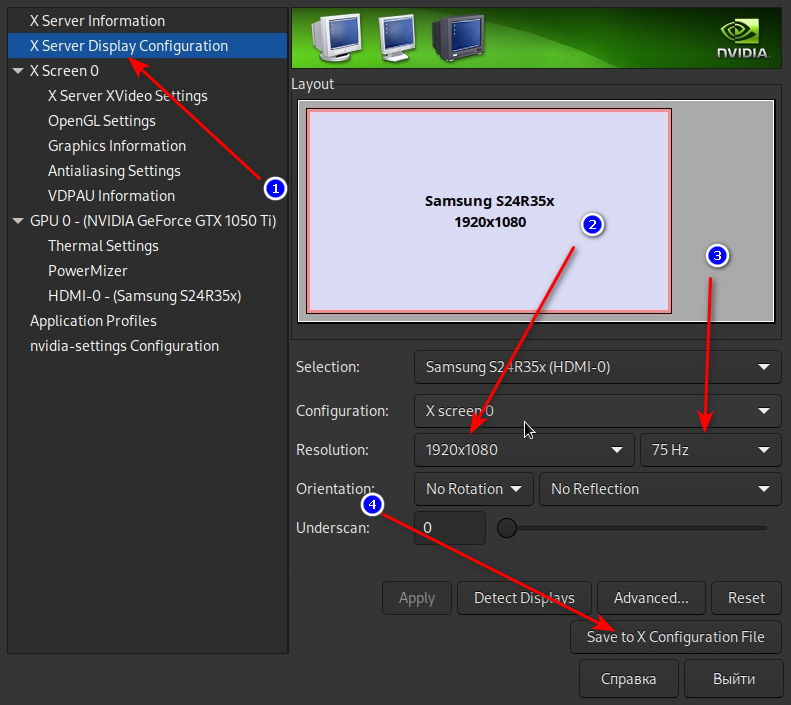 X Server Information
X Server Display Configuration
X Screen 0
X Server XVideo Settings
OpenGL Settings
Graphics Information
Antialiasing Settings
VDPAU Information
GPU 0 - (NVIDIA GeForce GTX 1050 Ti)
Thermal Settings
PowerMizer
HDMI-0 - (Samsung S24R35x)
Application Profiles
nvidia-settings Configuration
1
NVIDIA.
Layout
Samsung S24R35x
1920x1080
2
3
Selection: Samsung S24R35x (HDMI-0)
Configuration: X screen 0
Resolution: 1920x1080 75 Hz
Orientation: No Rotation No Reflection
4
Underscan: 0
Apply Detect Displays Advanced... Reset
Save to X Configuration File
Справка Выйти